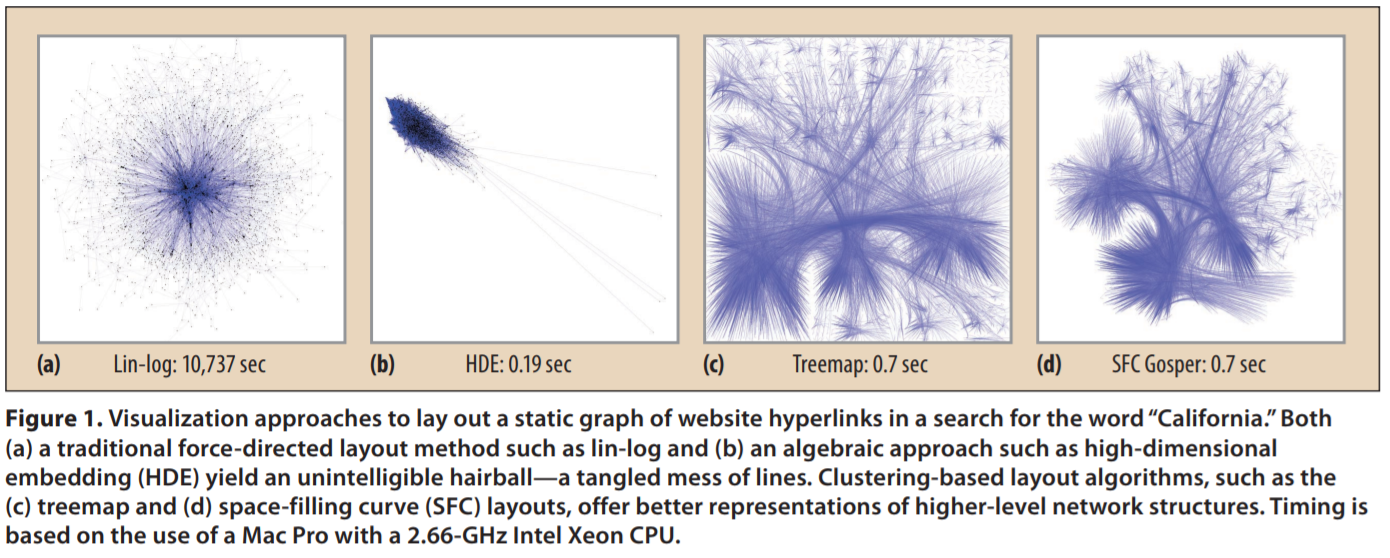 (a) Lin-log: 10,737 sec (b) HDE: 0.19 sec (c) Treemap: 0.7 sec (d) SFC Gosper: 0.7 sec
Figure 1. Visualization approaches to lay out a static graph of website hyperlinks in a search for the word “California.” Both
(a) a traditional force-directed layout method such as lin-log and (b) an algebraic approach such as high-dimensional
embedding (HDE) yield an unintelligible hairball—a tangled mess of lines. Clustering-based layout algorithms, such as the
(c) treemap and (d) space-filling curve (SFC) layouts, offer better representations of higher-level network structures. Timing is
based on the use of a Mac Pro with a 2.66-GHz Intel Xeon CPU.